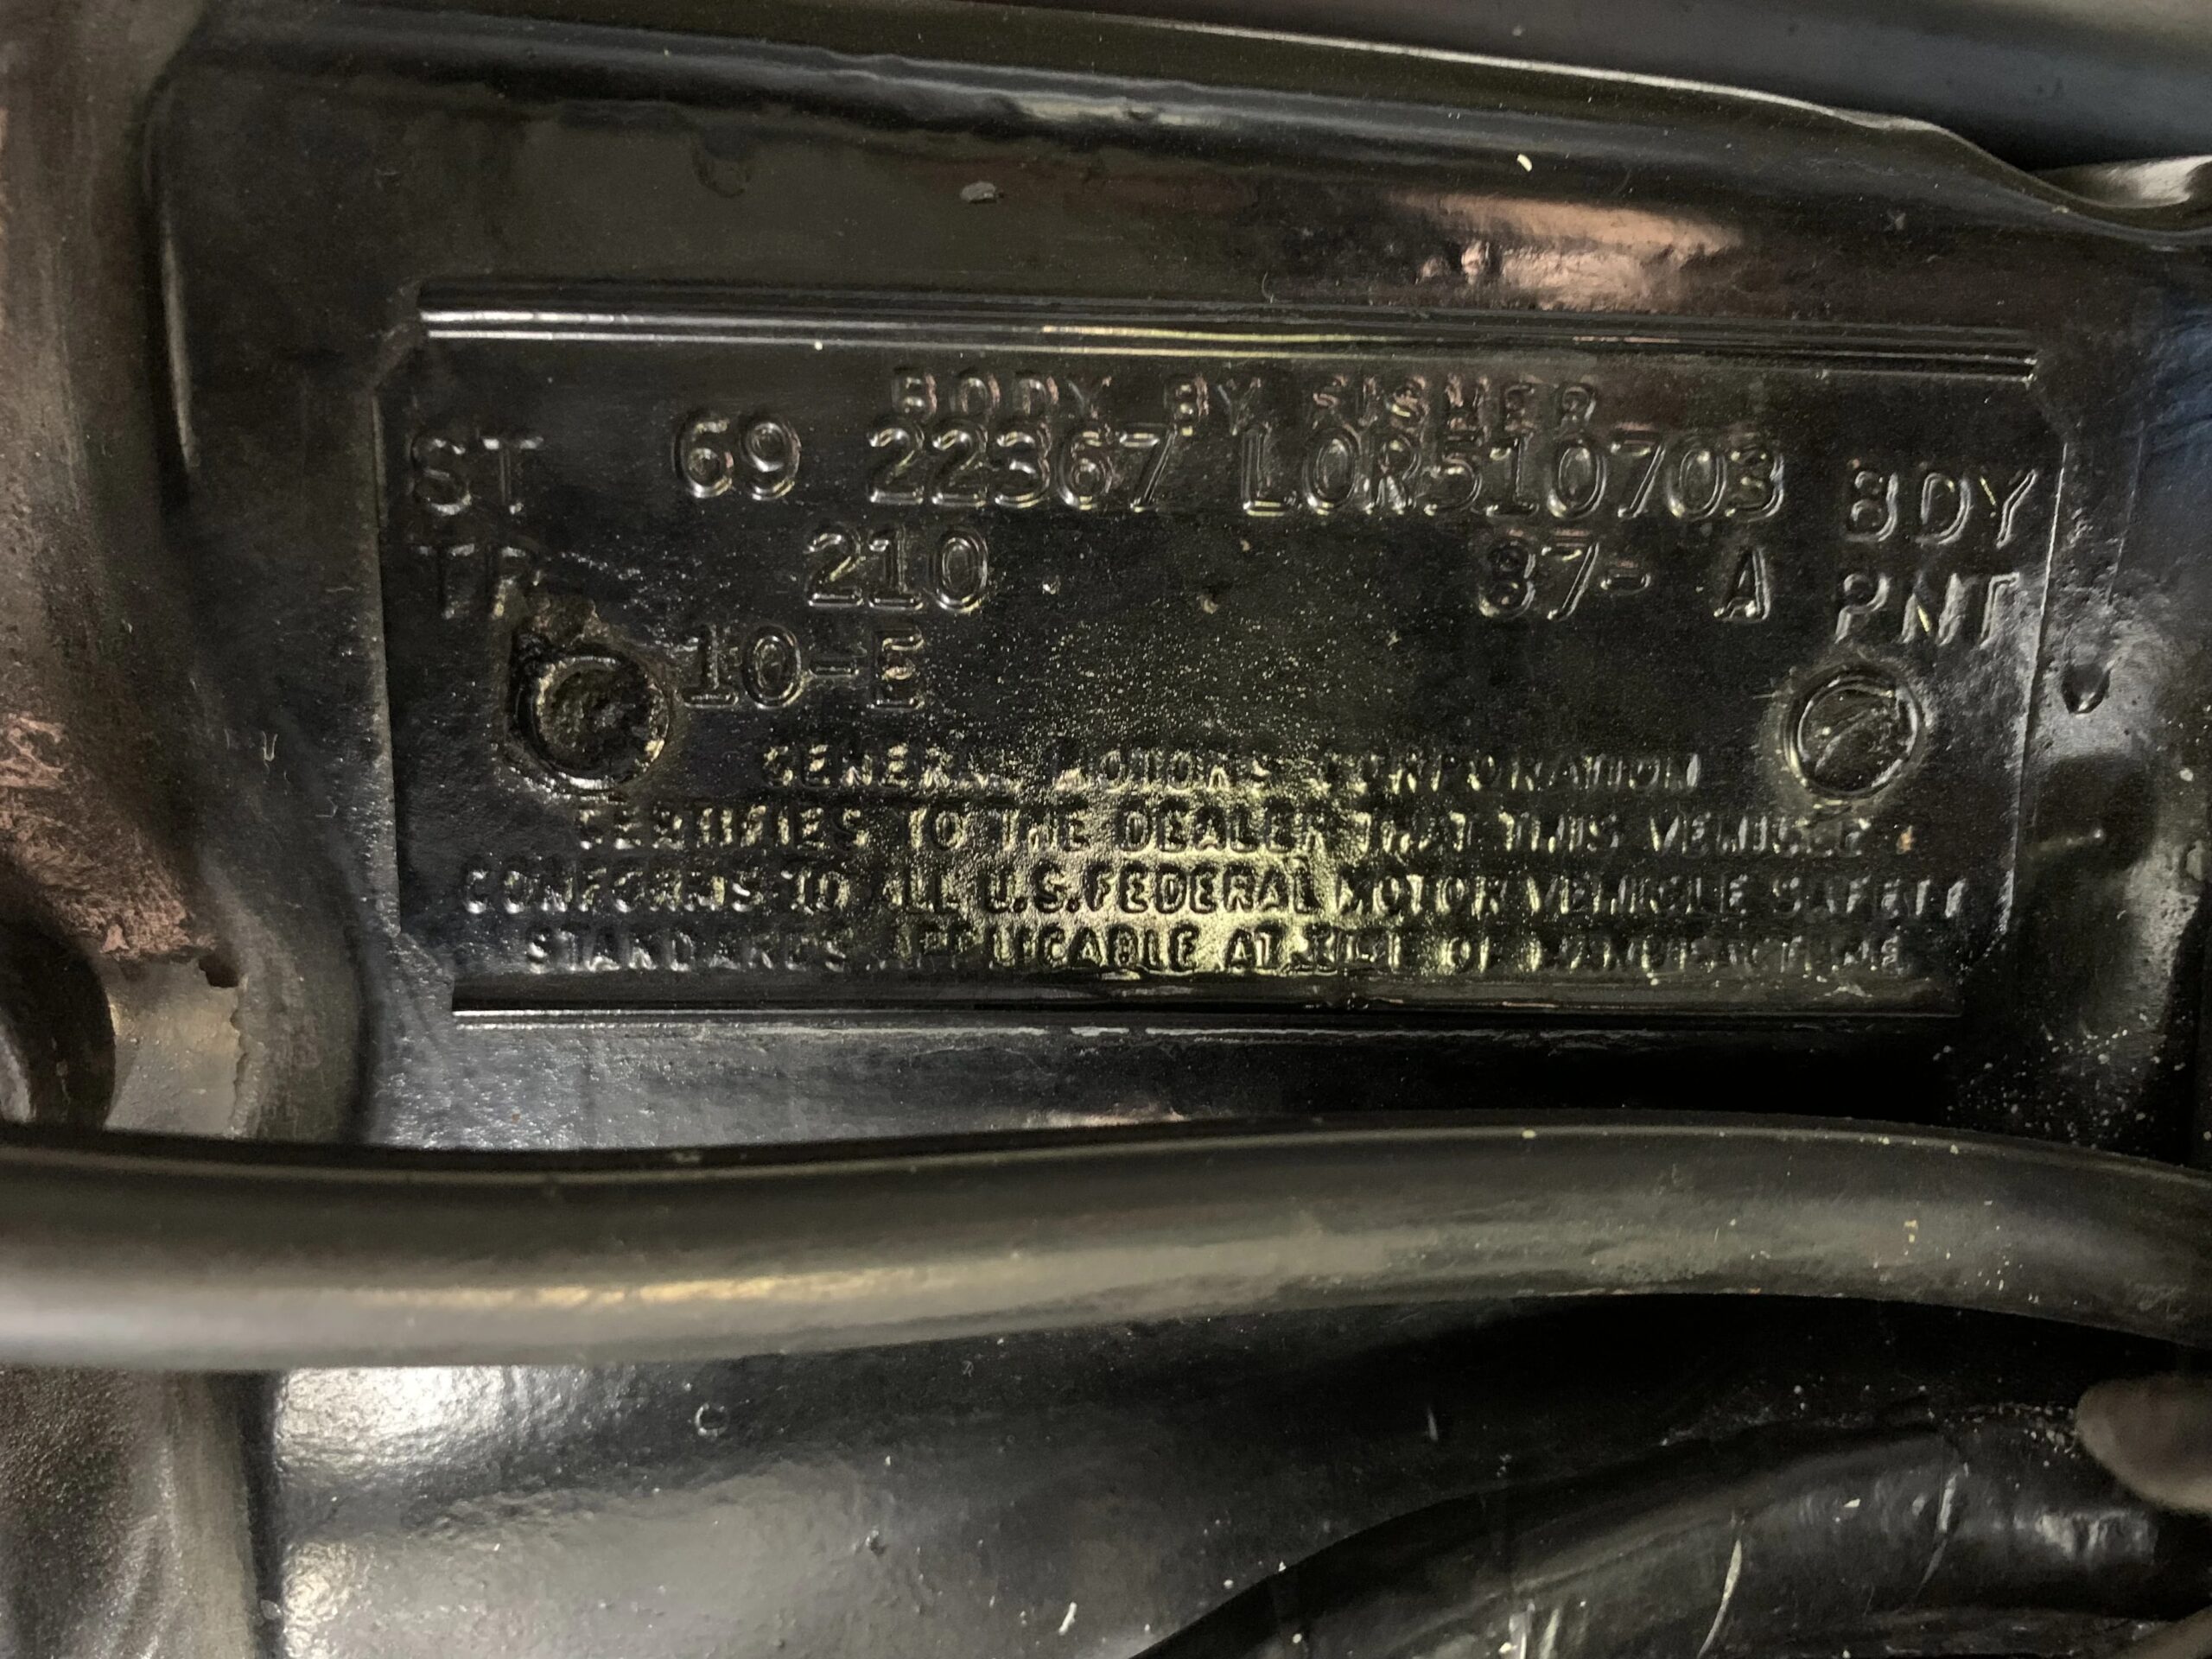 BODY BY FISHER
ST 69 22367 LOR510703 BDY
TR 210 87- A PNT
10-E
GENERAL MOTORS CORPORATION
CERTIFIES TO THE DEALER THAT THIS VEHICLE
CONFORMS TO ALL U.S. FEDERAL MOTOR VEHICLE SAFETY
STANDARDS APPLICABLE AT TIME OF MANUFACTURE